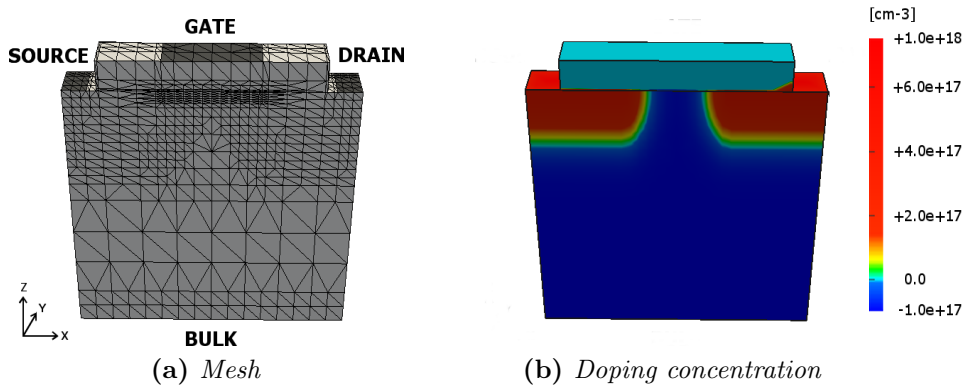 GATE
SOURCE
DRAIN
Z
Y
X
BULK
(a) Mesh
[cm-3]
+1.0e+18
+6.0e+17
+4.0e+17
+2.0e+17
0.0
-1.0e+17
(b) Doping concentration